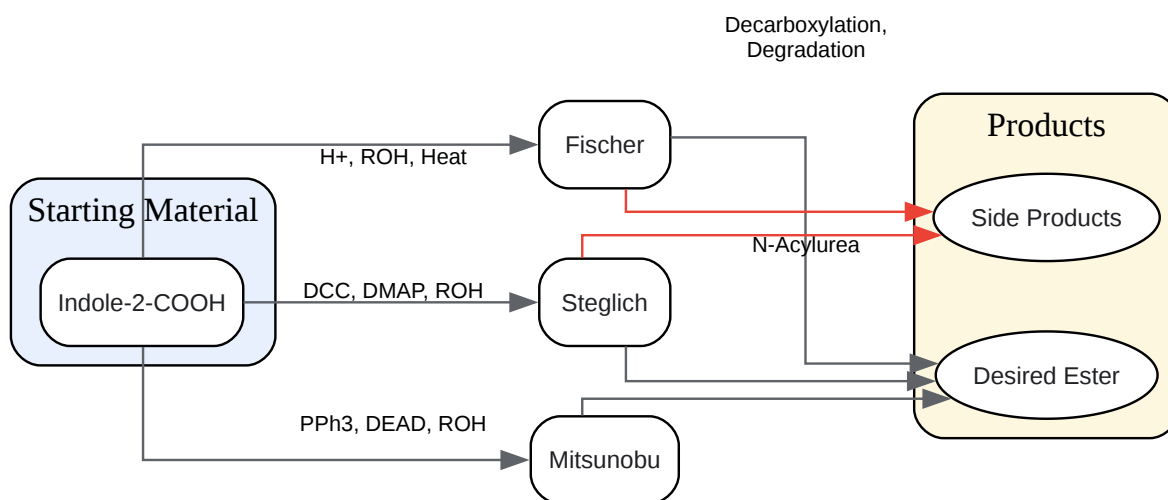 Decarboxylation,
Degradation
Products
Fischer
H+, ROH, Heat
Starting Material
Side Products
N-Acylurea
Indole-2-COOH
DCC, DMAP, ROH
Steglich
Desired Ester
PPh3, DEAD, ROH
Mitsunobu